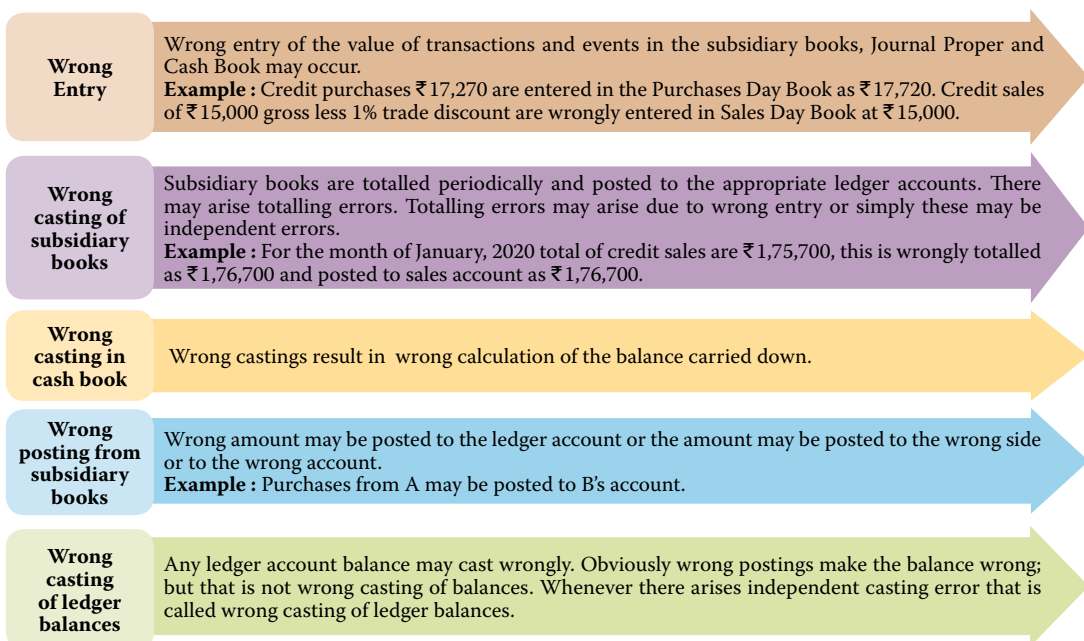 Wrong
Entry
Wrong entry of the value of transactions and events in the subsidiary books, Journal Proper and
Cash Book may occur.
Example : Credit purchases ₹17,270 are entered in the Purchases Day Book as ₹17,720. Credit sales
of ₹15,000 gross less 1% trade discount are wrongly entered in Sales Day Book at ₹15,000.
Wrong
casting of
subsidiary
books
Subsidiary books are totalled periodically and posted to the appropriate ledger accounts. There
may arise totalling errors. Totalling errors may arise due to wrong entry or simply these may be
independent errors.
Example : For the month of January, 2020 total of credit sales are ₹1,75,700, this is wrongly totalled
as ₹1,76,700 and posted to sales account as ₹1,76,700.
Wrong
casting in
cash book
Wrong castings result in wrong calculation of the balance carried down.
Wrong
posting from
subsidiary
books
Wrong amount may be posted to the ledger account or the amount may be posted to the wrong side
or to the wrong account.
Example : Purchases from A may be posted to B's account.
Wrong
casting
of ledger
balances
Any ledger account balance may cast wrongly. Obviously wrong postings make the balance wrong;
but that is not wrong casting of balances. Whenever there arises independent casting error that is
called wrong casting of ledger balances.